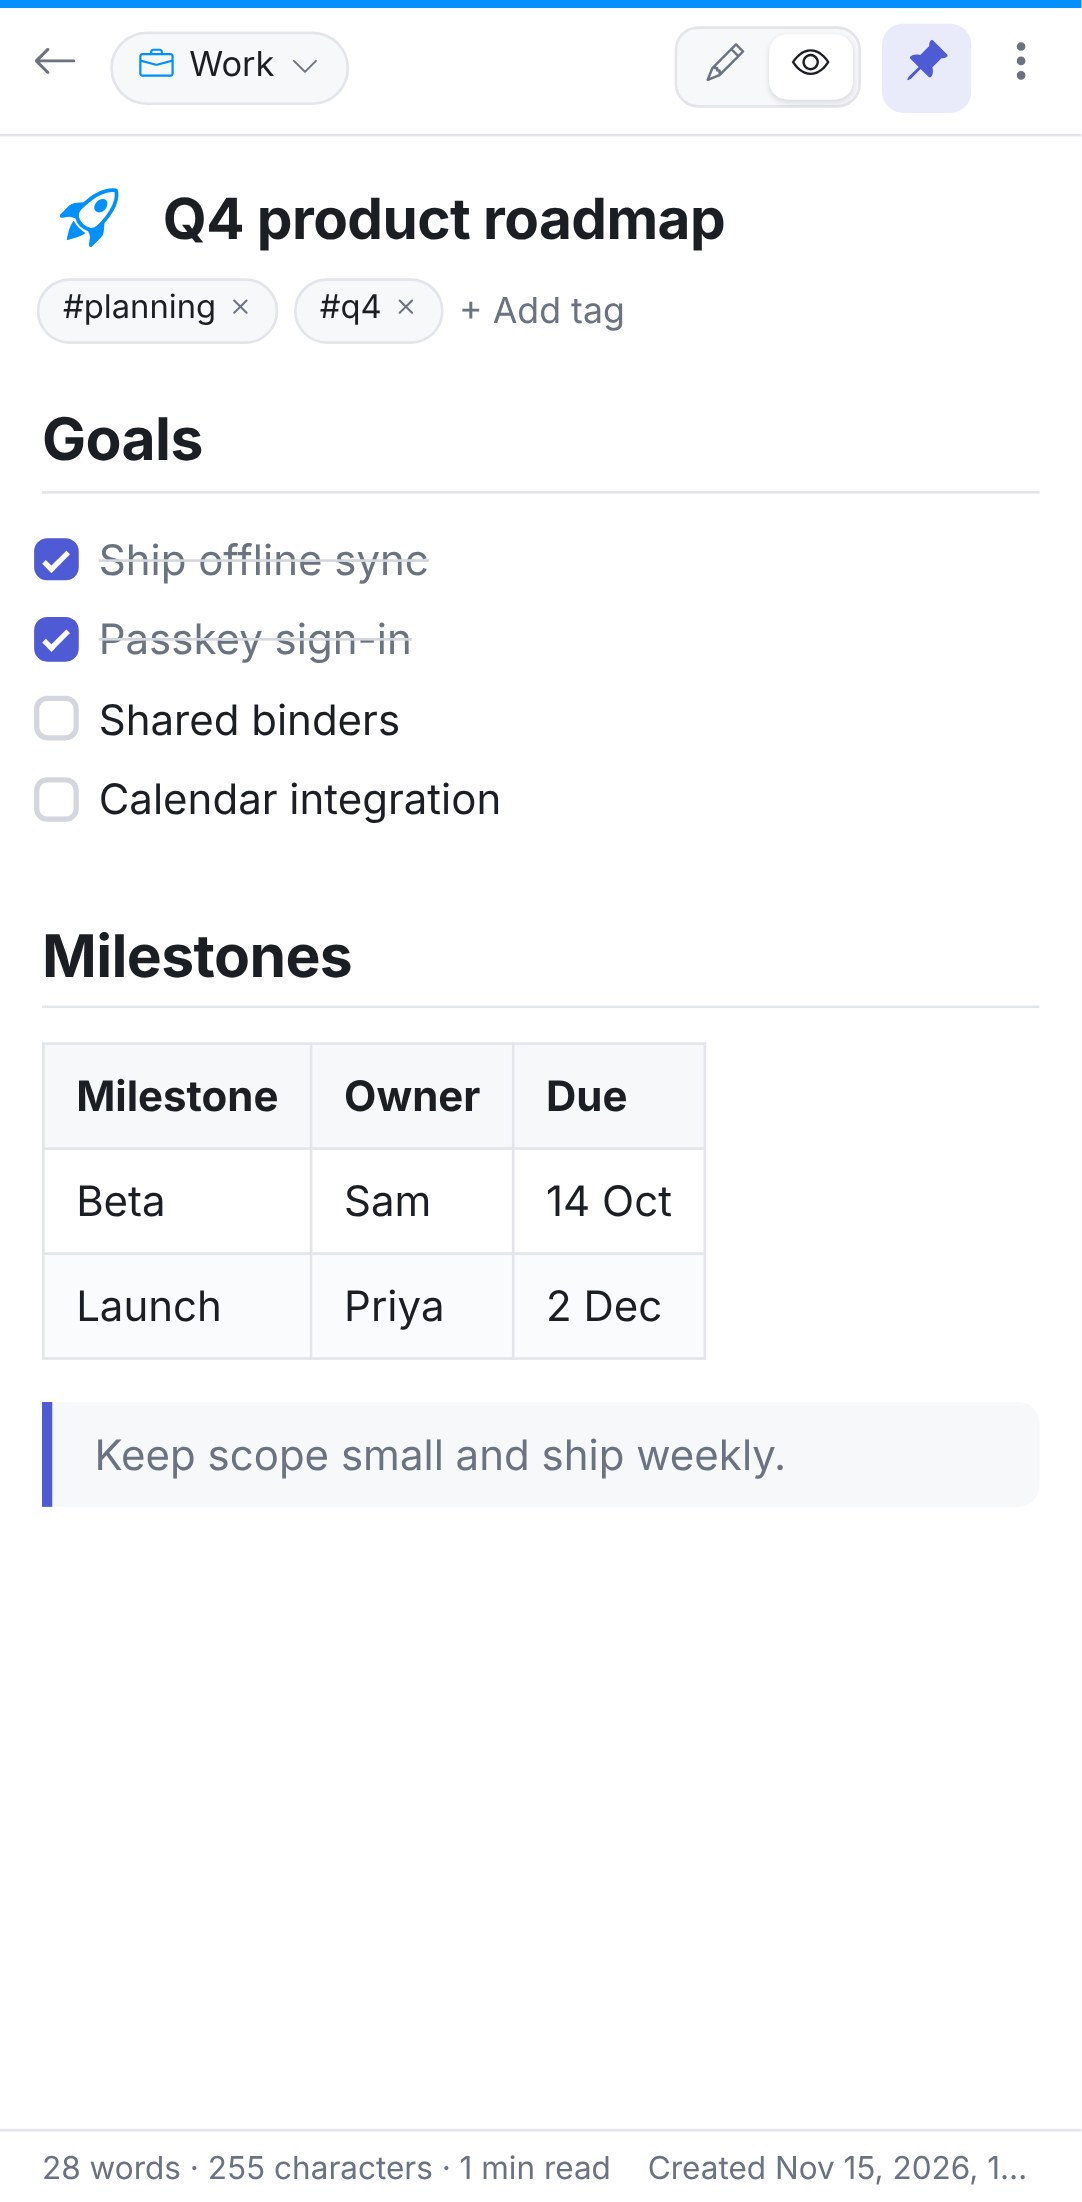 Work
Q4 product roadmap
#planning × #q4 × + Add tag
Goals
Ship offline sync
Passkey sign-in
Shared binders
Calendar integration
Milestones
Milestone Owner Due
Beta Sam 14 Oct
Launch Priya 2 Dec
Keep scope small and ship weekly.
28 words · 255 characters · 1 min read Created Nov 15, 2026, 1...